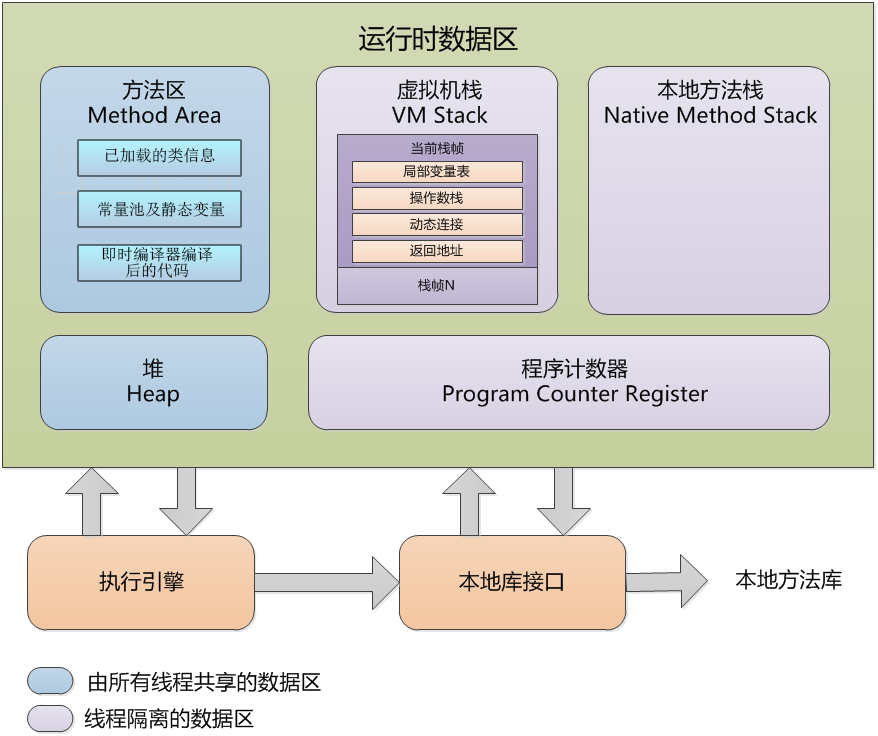 运行时数据区
方法区
Method Area
已加载的类信息
常量池及静态变量
即时编译器编译
后的代码
虚拟机栈
VM Stack
当前栈帧
局部变量表
操作数栈
动态连接
返回地址
栈帧N
本地方法栈
Native Method Stack
堆
Heap
程序计数器
Program Counter Register
执行引擎
本地库接口
本地方法库
由所有线程共享的数据区
线程隔离的数据区